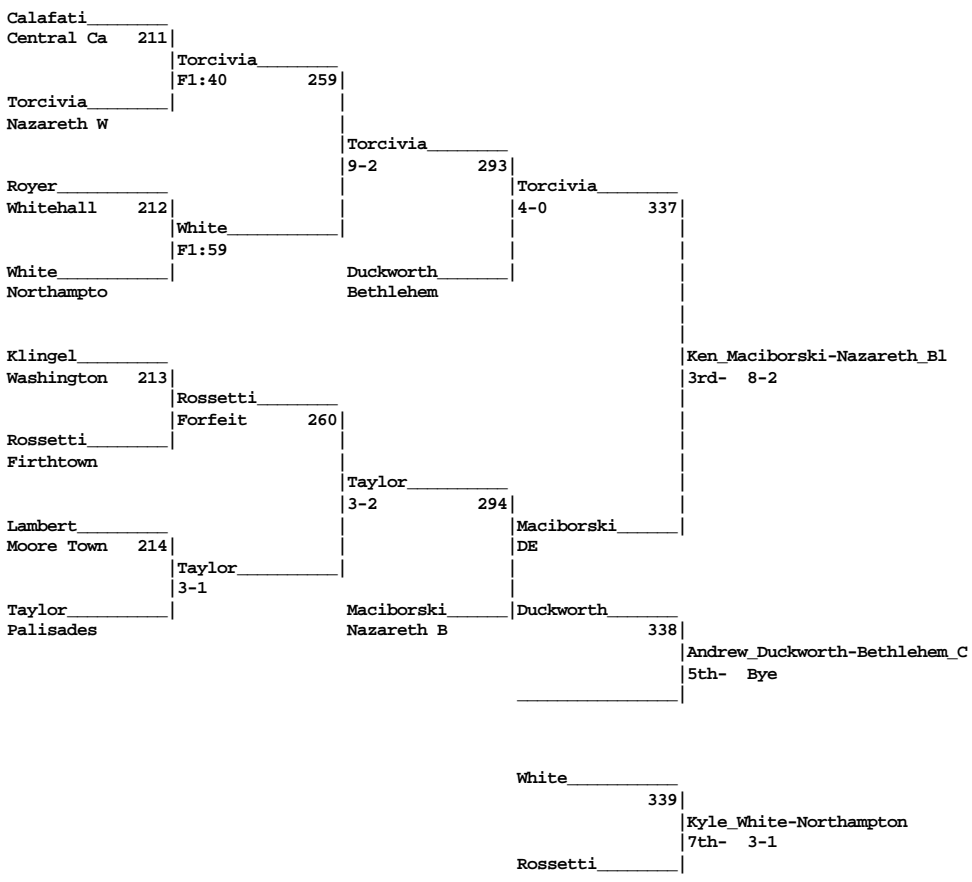 Calafati________
Central Ca   211|
                |Torcivia________
                |F1:40        259|
Torcivia________|                |
Nazareth W                       |
                                 |Torcivia________
                                 |9-2          293|
Royer___________                 |                |Torcivia________
Whitehall    212|                |                |4-0          337|
                |White___________|                |                |
                |F1:59                            |                |
White___________|                 Duckworth_______|                |
Northampto                        Bethlehem                        |
                                                                   |
Klingel_________                                                   |Ken_Maciborski-Nazareth_Bl
Washington   213|                                                  |3rd-  8-2
                |Rossetti________                                  |
                |Forfeit      260|                                 |
Rossetti________|                |                                 |
Firthtown                        |                                 |
                                 |Taylor__________                 |
                                 |3-2          294|                |
Lambert_________                 |                |Maciborski______|
Moore Town   214|                |                |DE
                |Taylor__________|                |
                |3-1                              |
Taylor__________|                 Maciborski______|Duckworth_______
Palisades                         Nazareth B                    338|
                                                                   |Andrew_Duckworth-Bethlehem_C
                                                                   |5th-  Bye
                                                   ________________|
                                                   White___________
                                                                339|
                                                                   |Kyle_White-Northampton
                                                                   |7th-  3-1
                                                   Rossetti________|